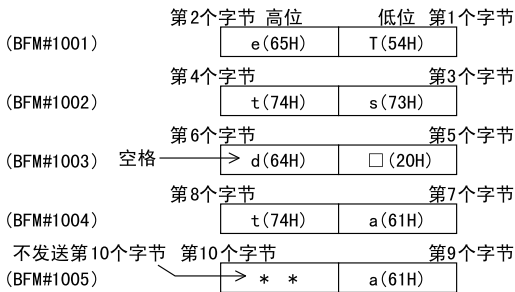 第2个字节 高位 低位 第1个字节
(BFM#1001) e(65H) T(54H)
第4个字节 第3个字节
(BFM#1002) t(74H) s(73H)
第6个字节 第5个字节
(BFM#1003) 空格 d(64H) □(20H)
第8个字节 第7个字节
(BFM#1004) t(74H) a(61H)
不发送第10个字节 第10个字节 第9个字节
(BFM#1005) * * a(61H)